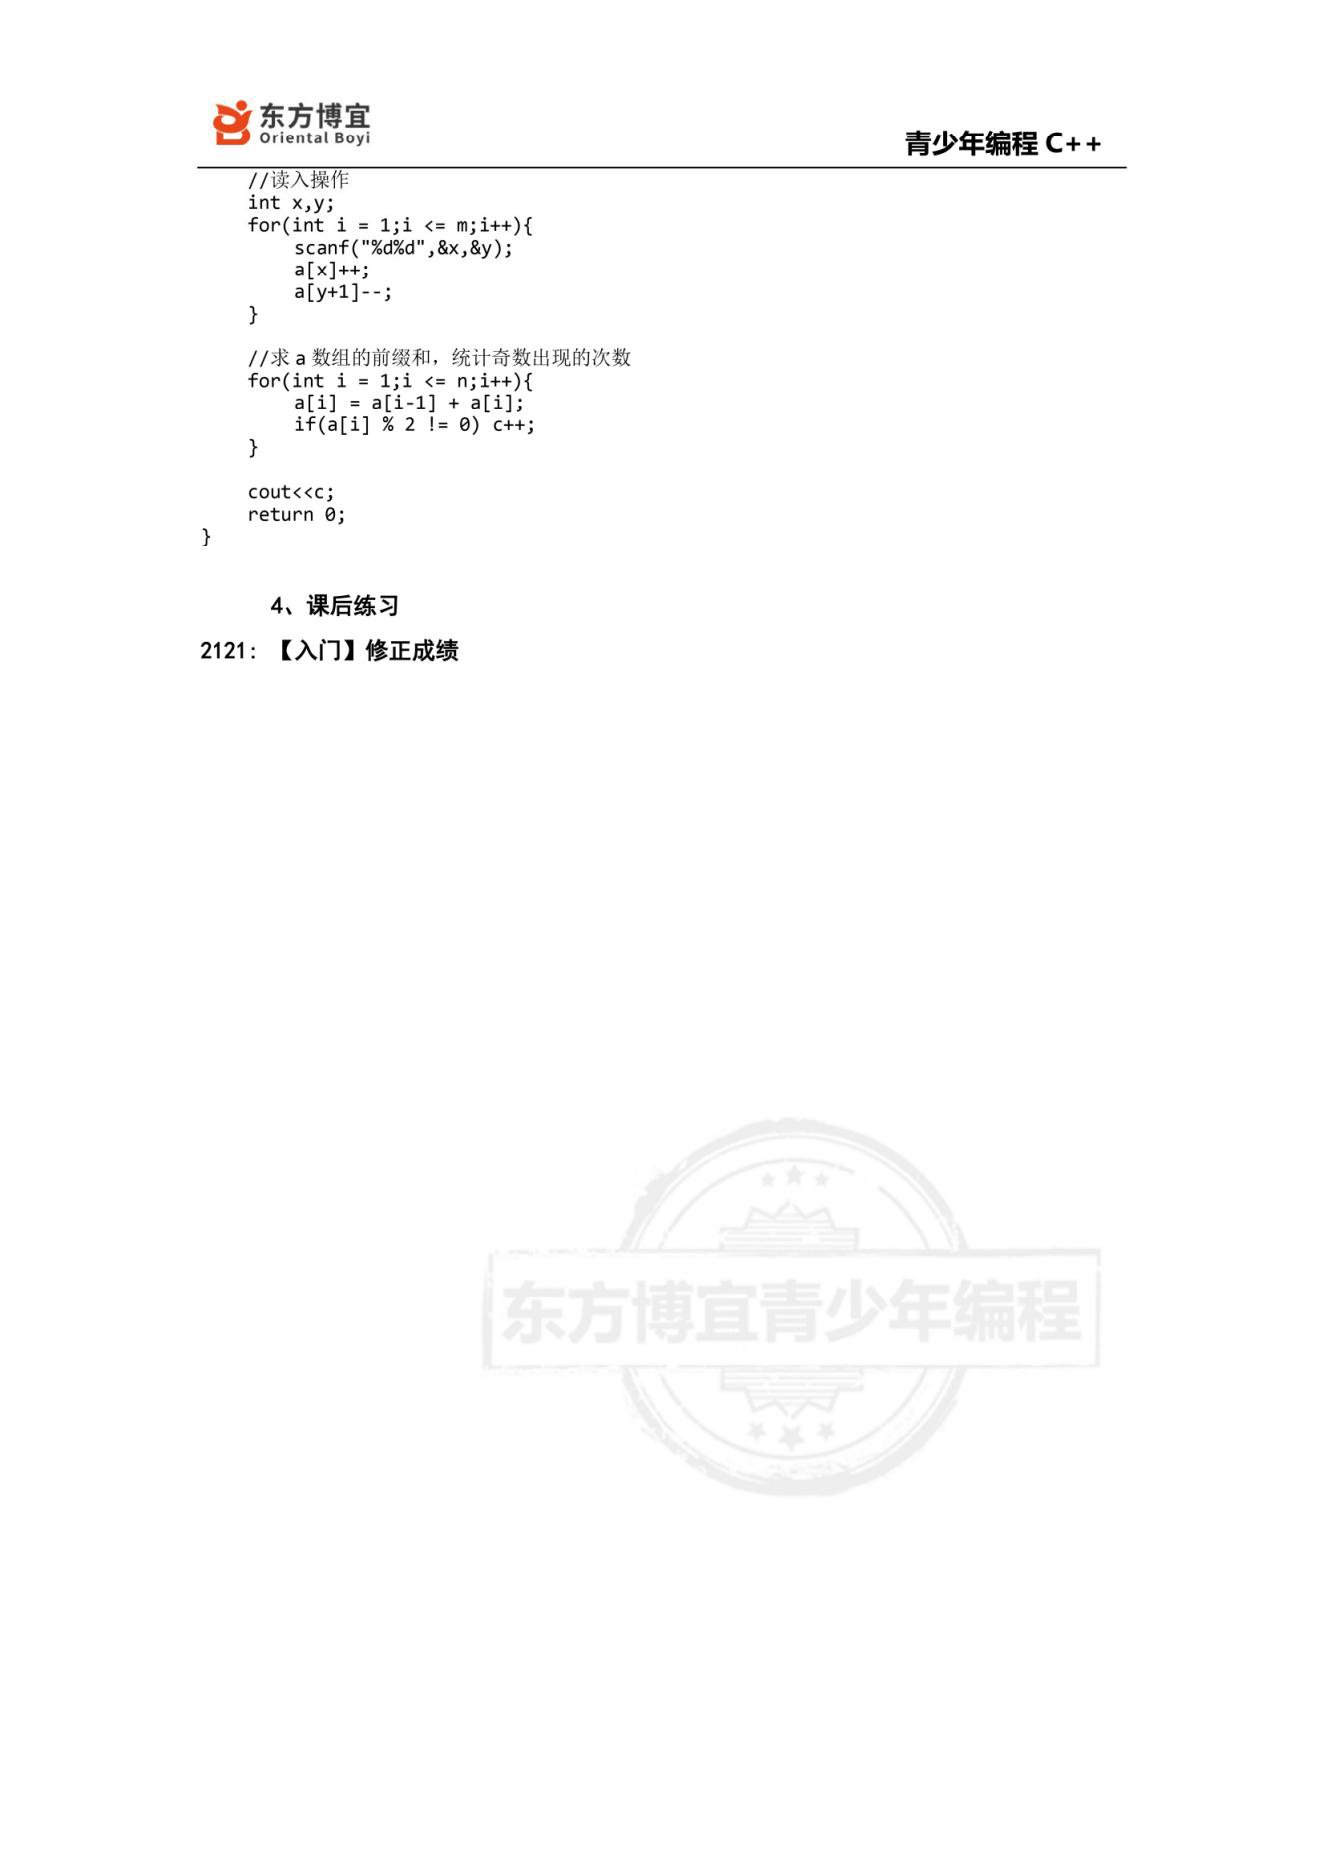 东方博宜
Oriental Boyi
青少年编程 C++
//读入操作
int x,y;
for(int i = 1;i <= m;i++){
scanf("%d%d",&x,&y);
a[x]++;
a[y+1]--;
}
//求 a 数组的前缀和，统计奇数出现的次数
for(int i = 1;i <= n;i++){
a[i] = a[i-1] + a[i];
if(a[i] % 2 != 0) c++;
}
cout<<c;
return 0;
}
4、课后练习
2121: 【入门】修正成绩
东方博宜青少年编程